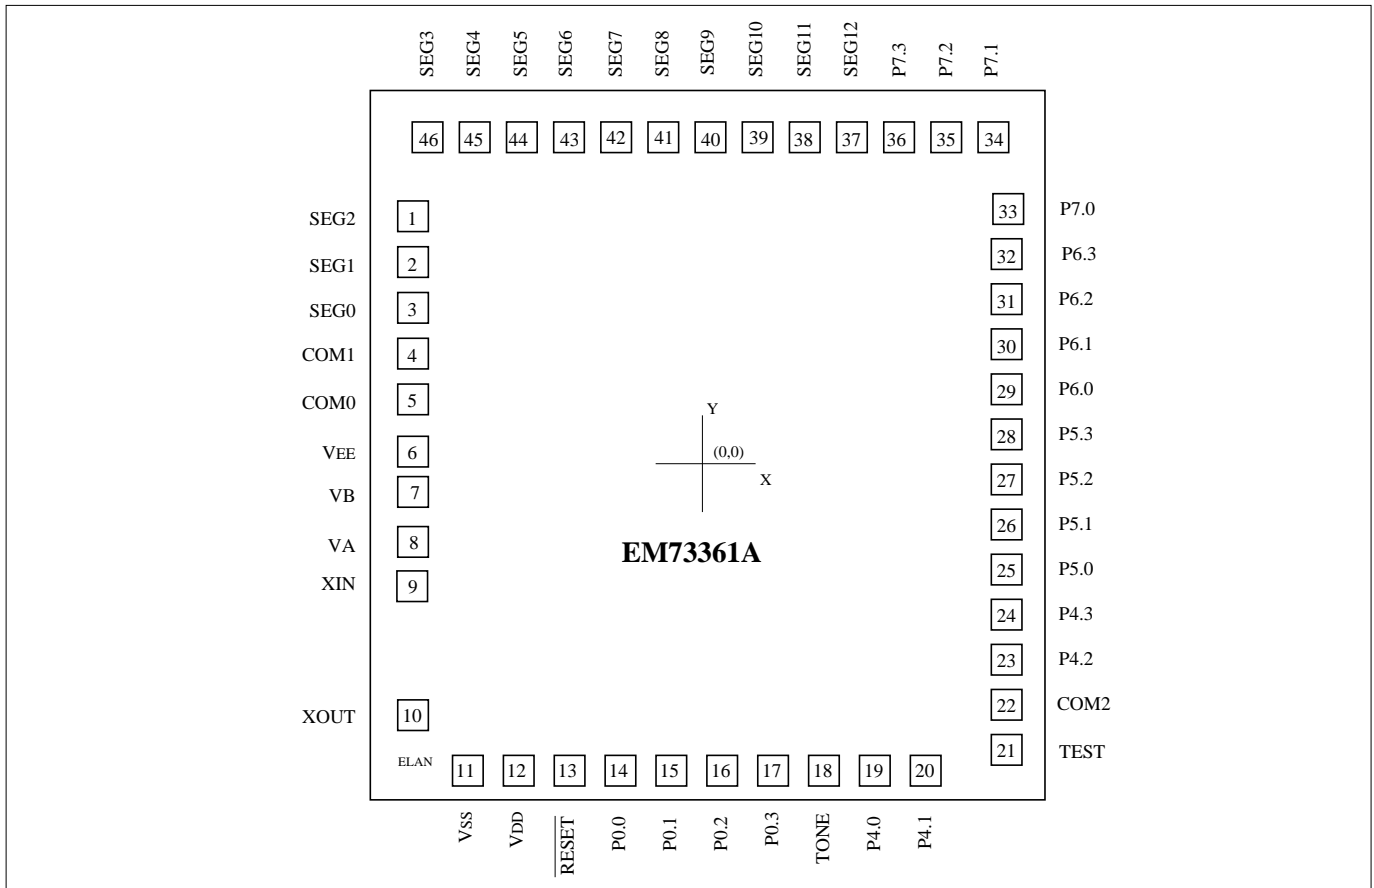 SEG3 SEG4 SEG5 SEG6 SEG7 SEG8 SEG9 SEG10 SEG11 SEG12 P7.3 P7.2 P7.1
46 45 44 43 42 41 40 39 38 37 36 35 34
SEG2 1
33 P7.0
SEG1 2
32 P6.3
SEG0 3
31 P6.2
COM1 4
30 P6.1
COM0 5
29 P6.0
Y
28 P5.3
VEE 6
(0,0)
X
27 P5.2
VB 7
26 P5.1
VA 8
EM73361A
25 P5.0
XIN 9
24 P4.3
23 P4.2
22 COM2
XOUT 10
21 TEST
ELAN
11 12 13 14 15 16 17 18 19 20
VSS VDD RESET P0.0 P0.1 P0.2 P0.3 TONE P4.0 P4.1